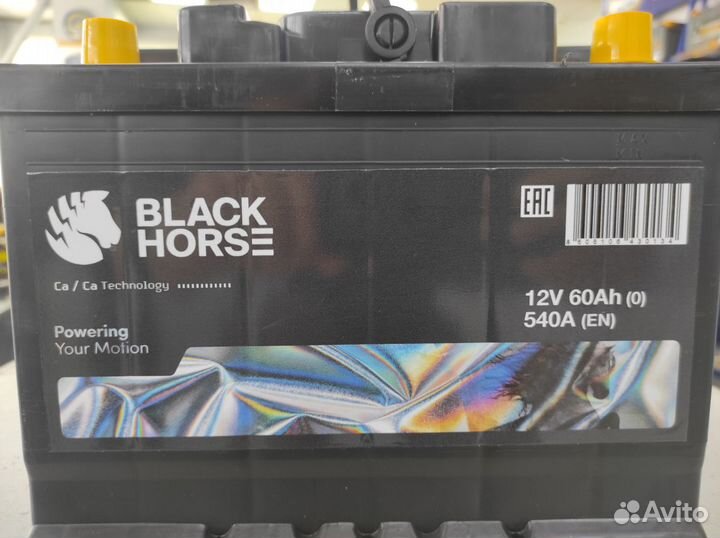 BLACK
HORSE
Ca / Ca Technology
Powering
Your Motion
EAC
12V 60Ah (0)
540A (EN)
Avito